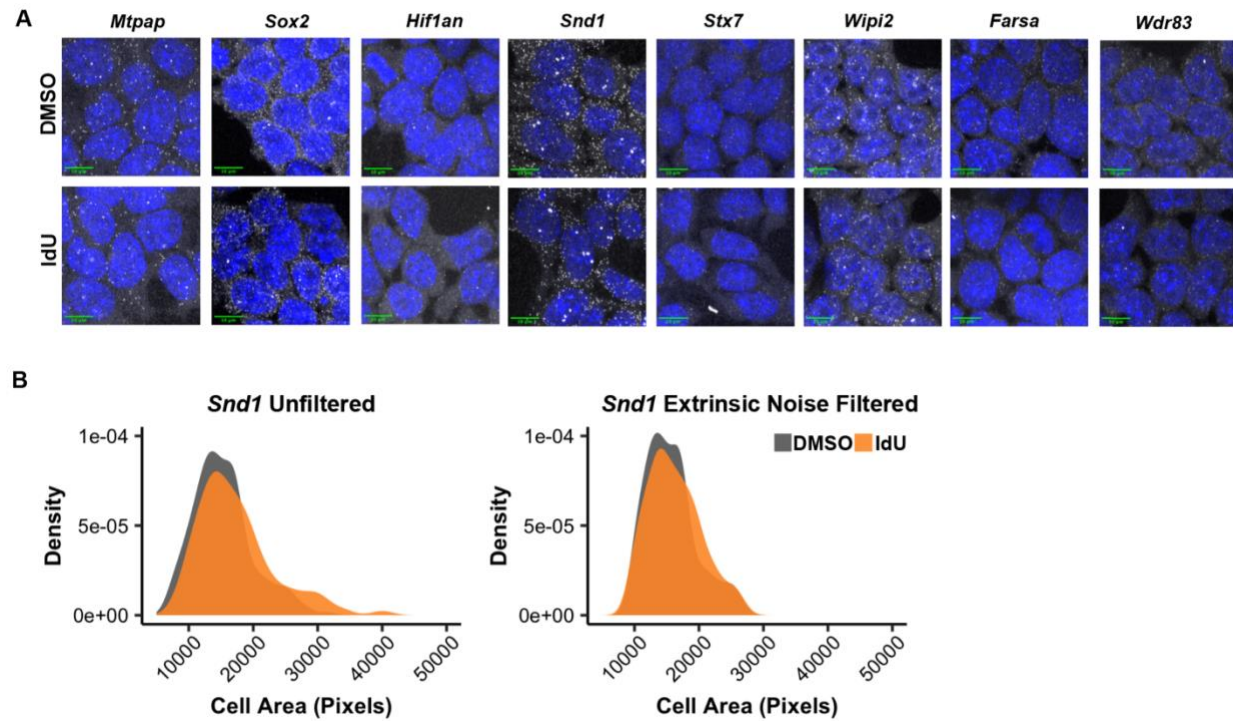 A
Mtpap Sox2 Hif1an Snd1 Stx7 Wipi2 Farsa Wdr83
DMSO
IdU
B
Snd1 Unfiltered
Snd1 Extrinsic Noise Filtered
DMSO IdU
1e-04
5e-05
0e+00
Density
10000 20000 30000 40000 50000
Cell Area (Pixels)
1e-04
5e-05
0e+00
Density
10000 20000 30000 40000 50000
Cell Area (Pixels)